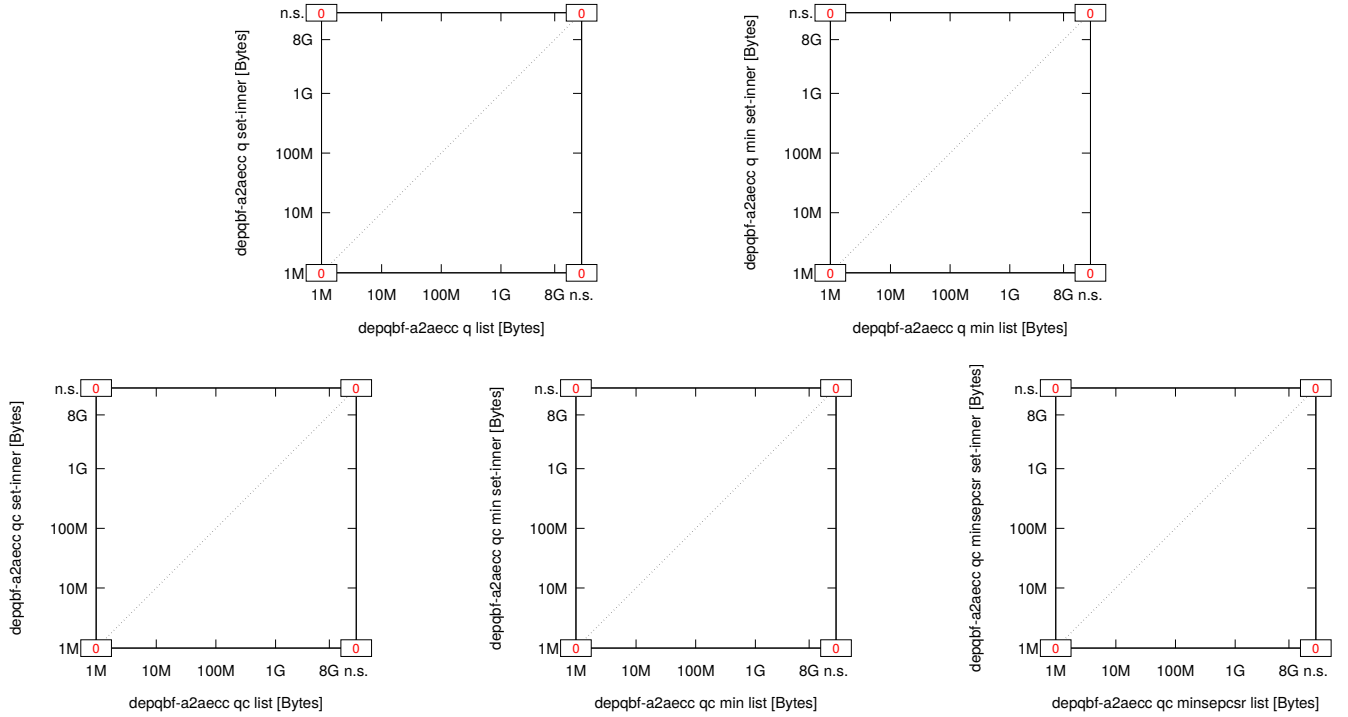 n.s. 0 0
8G
1G
100M
10M
1M 0 0
1M 10M 100M 1G 8G n.s.
depqbf-a2aecc q set-inner [Bytes]
depqbf-a2aecc q list [Bytes]
n.s. 0 0
8G
1G
100M
10M
1M 0 0
1M 10M 100M 1G 8G n.s.
depqbf-a2aecc q min set-inner [Bytes]
depqbf-a2aecc q min list [Bytes]
n.s. 0 0
8G
1G
100M
10M
1M 0 0
1M 10M 100M 1G 8G n.s.
depqbf-a2aecc qc set-inner [Bytes]
depqbf-a2aecc qc list [Bytes]
n.s. 0 0
8G
1G
100M
10M
1M 0 0
1M 10M 100M 1G 8G n.s.
depqbf-a2aecc qc min set-inner [Bytes]
depqbf-a2aecc qc min list [Bytes]
n.s. 0 0
8G
1G
100M
10M
1M 0 0
1M 10M 100M 1G 8G n.s.
depqbf-a2aecc qc minsepcsr set-inner [Bytes]
depqbf-a2aecc qc minsepcsr list [Bytes]